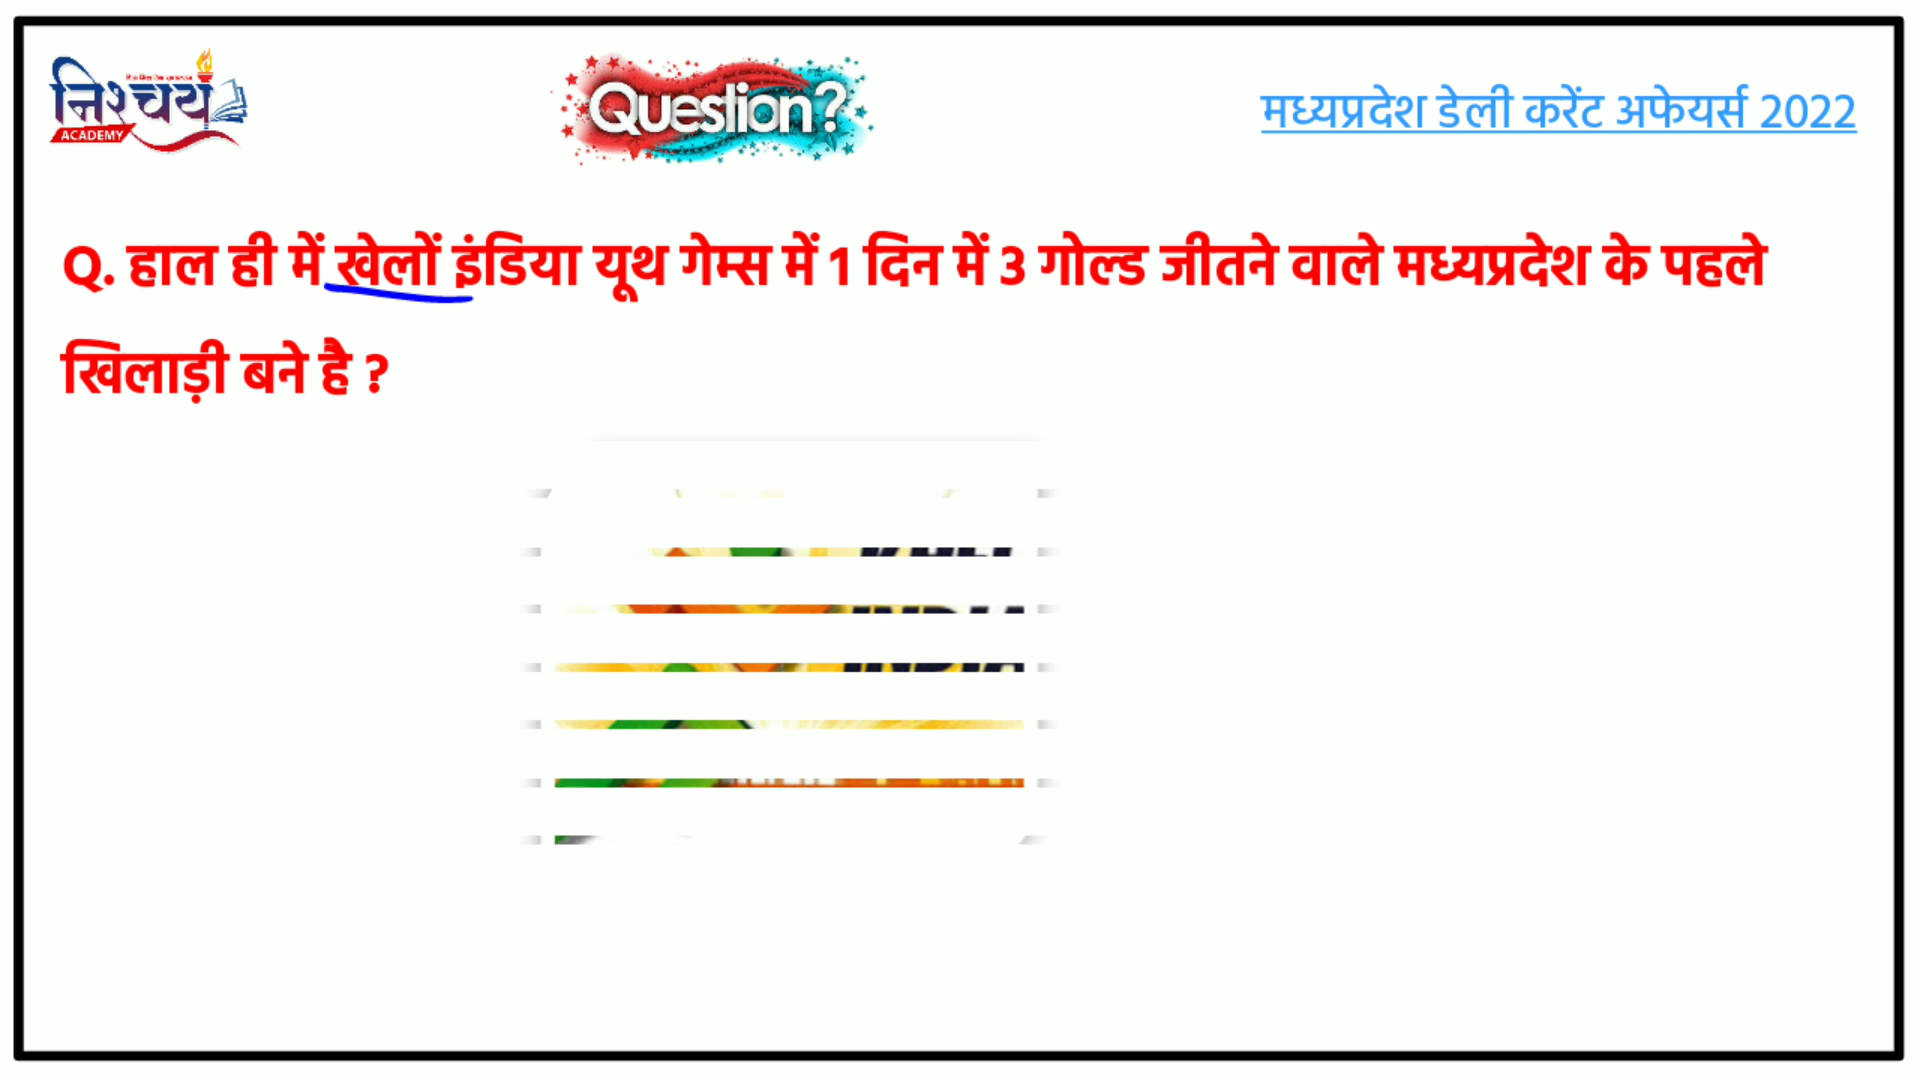 निश्चय
ACADEMY
Question?
मध्यप्रदेश डेली करेंट अफेयर्स 2022
Q. हाल ही में खेलों इंडिया यूथ गेम्स में 1 दिन में 3 गोल्ड जीतने वाले मध्यप्रदेश के पहले
खिलाड़ी बने है ?